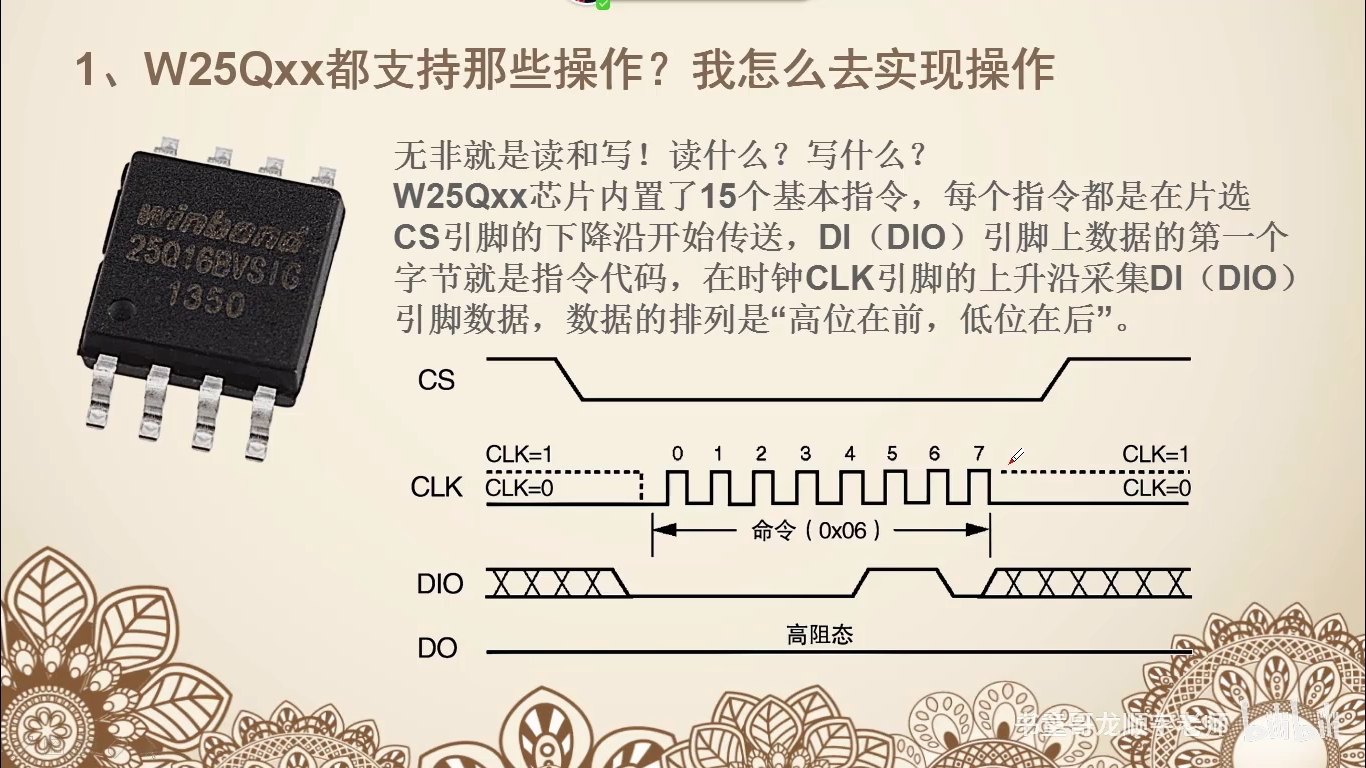 1、W25Qxx都支持那些操作？我怎么去实现操作
无非就是读和写！读什么？写什么？
W25Qxx芯片内置了15个基本指令，每个指令都是在片选
CS引脚的下降沿开始传送，DI（DIO）引脚上数据的第一个
字节就是指令代码，在时钟CLK引脚的上升沿采集DI（DIO）
引脚数据，数据的排列是“高位在前，低位在后”。
winbond
25Q16BVSIG
1350
CS
CLK=1 0 1 2 3 4 5 6 7 CLK=1
CLK
CLK=0 CLK=0
命令（0x06）
DIO
高阻态
DO
bilibili